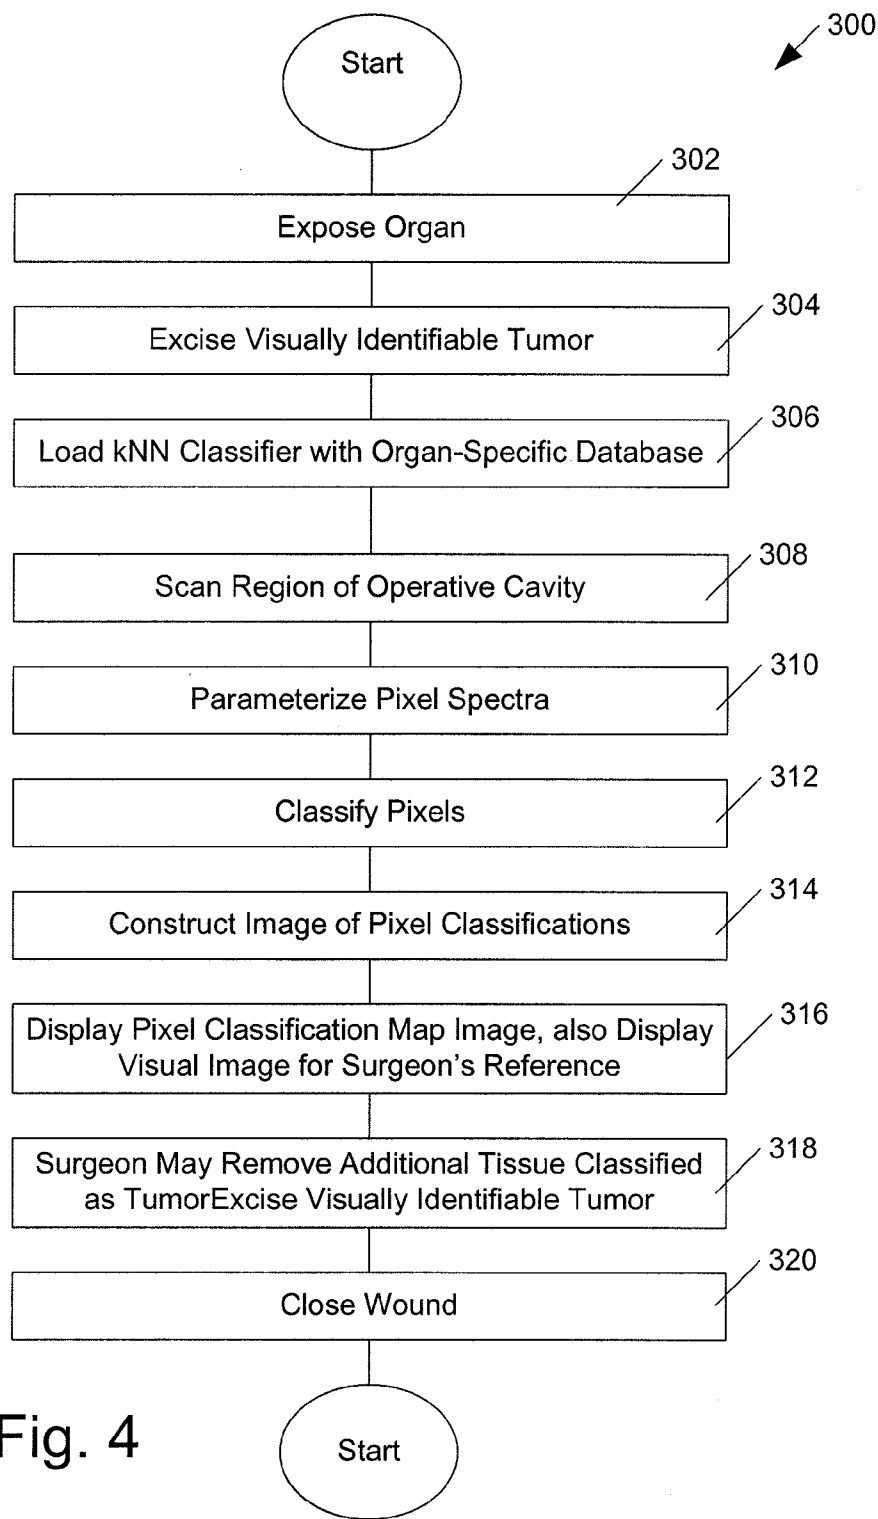 300
Start
302
Expose Organ
304
Excise Visually Identifiable Tumor
306
Load kNN Classifier with Organ-Specific Database
308
Scan Region of Operative Cavity
310
Parameterize Pixel Spectra
312
Classify Pixels
314
Construct Image of Pixel Classifications
316
Display Pixel Classification Map Image, also Display
Visual Image for Surgeon's Reference
318
Surgeon May Remove Additional Tissue Classified
as TumorExcise Visually Identifiable Tumor
320
Close Wound
Start
Fig. 4